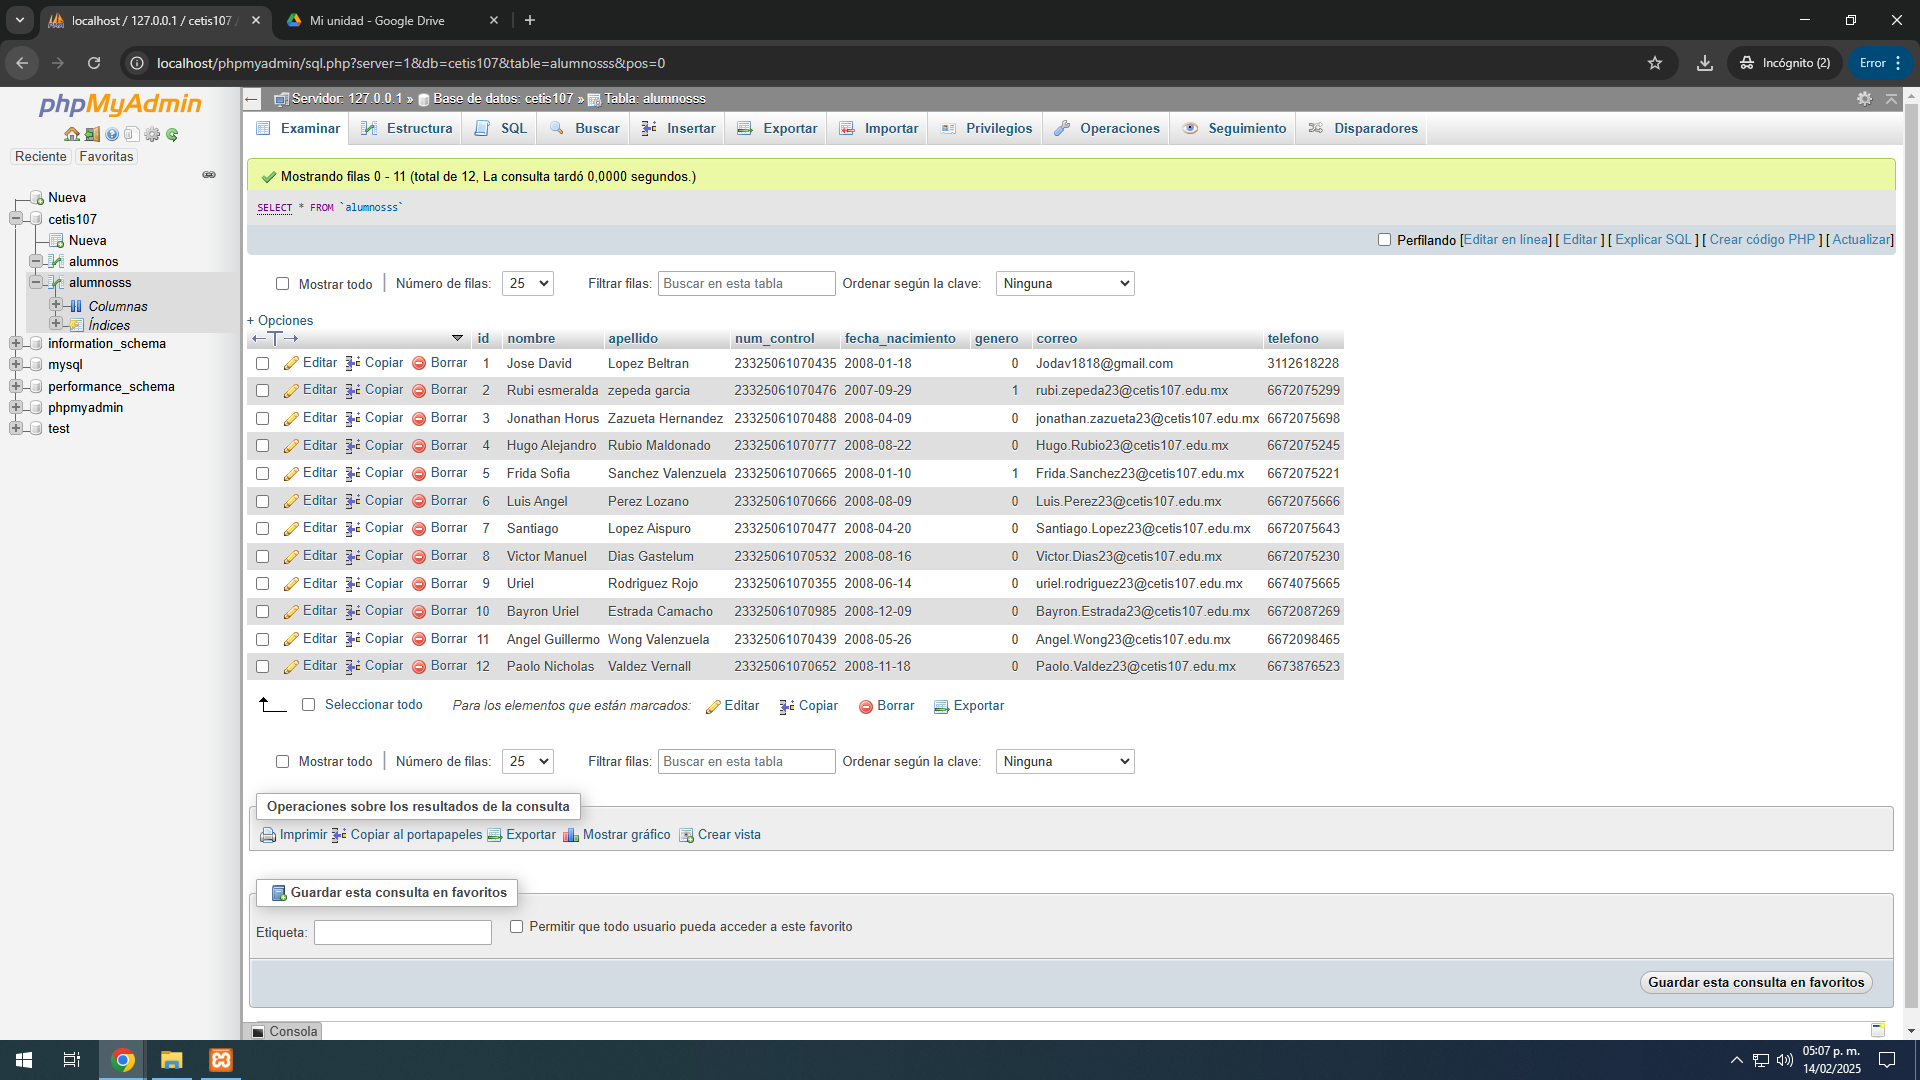 localhost / 127.0.0.1 / cetis107
Mi unidad - Google Drive
localhost/phpmyadmin/sql.php?server=1&db=cetis107&table=alumnosss&pos=0
Incógnito (2)
Error
phpMyAdmin
Reciente Favoritas
Nueva
cetis107
Nueva
alumnos
alumnosss
Columnas
Índices
information_schema
mysql
performance_schema
phpmyadmin
test
Servidor: 127.0.0.1 » Base de datos: cetis107 » Tabla: alumnosss
Examinar Estructura SQL Buscar Insertar Exportar Importar Privilegios Operaciones Seguimiento Disparadores
Mostrando filas 0 - 11 (total de 12, La consulta tardó 0,0000 segundos.)
SELECT * FROM `alumnosss`
Perfilando [Editar en línea] [ Editar ] [ Explicar SQL ] [ Crear código PHP ] [ Actualizar]
Mostrar todo Número de filas: 25 Filtrar filas: Buscar en esta tabla Ordenar según la clave: Ninguna
+ Opciones
id nombre apellido num_control fecha_nacimiento genero correo telefono
Editar Copiar Borrar 1 Jose David Lopez Beltran 23325061070435 2008-01-18 0 Jodav1818@gmail.com 3112618228
Editar Copiar Borrar 2 Rubi esmeralda zepeda garcia 23325061070476 2007-09-29 1 rubi.zepeda23@cetis107.edu.mx 6672075299
Editar Copiar Borrar 3 Jonathan Horus Zazueta Hernandez 23325061070488 2008-04-09 0 jonathan.zazueta23@cetis107.edu.mx 6672075698
Editar Copiar Borrar 4 Hugo Alejandro Rubio Maldonado 23325061070777 2008-08-22 0 Hugo.Rubio23@cetis107.edu.mx 6672075245
Editar Copiar Borrar 5 Frida Sofia Sanchez Valenzuela 23325061070665 2008-01-10 1 Frida.Sanchez23@cetis107.edu.mx 6672075221
Editar Copiar Borrar 6 Luis Angel Perez Lozano 23325061070666 2008-08-09 0 Luis.Perez23@cetis107.edu.mx 6672075666
Editar Copiar Borrar 7 Santiago Lopez Aispuro 23325061070477 2008-04-20 0 Santiago.Lopez23@cetis107.edu.mx 6672075643
Editar Copiar Borrar 8 Victor Manuel Dias Gastelum 23325061070532 2008-08-16 0 Victor.Dias23@cetis107.edu.mx 6672075230
Editar Copiar Borrar 9 Uriel Rodriguez Rojo 23325061070355 2008-06-14 0 uriel.rodriguez23@cetis107.edu.mx 6674075665
Editar Copiar Borrar 10 Bayron Uriel Estrada Camacho 23325061070985 2008-12-09 0 Bayron.Estrada23@cetis107.edu.mx 6672087269
Editar Copiar Borrar 11 Angel Guillermo Wong Valenzuela 23325061070439 2008-05-26 0 Angel.Wong23@cetis107.edu.mx 6672098465
Editar Copiar Borrar 12 Paolo Nicholas Valdez Vernall 23325061070652 2008-11-18 0 Paolo.Valdez23@cetis107.edu.mx 6673876523
Seleccionar todo Para los elementos que están marcados: Editar Copiar Borrar Exportar
Mostrar todo Número de filas: 25 Filtrar filas: Buscar en esta tabla Ordenar según la clave: Ninguna
Operaciones sobre los resultados de la consulta
Imprimir Copiar al portapapeles Exportar Mostrar gráfico Crear vista
Guardar esta consulta en favoritos
Etiqueta: Permitir que todo usuario pueda acceder a este favorito
Guardar esta consulta en favoritos
Consola
05:07 p. m.
14/02/2025